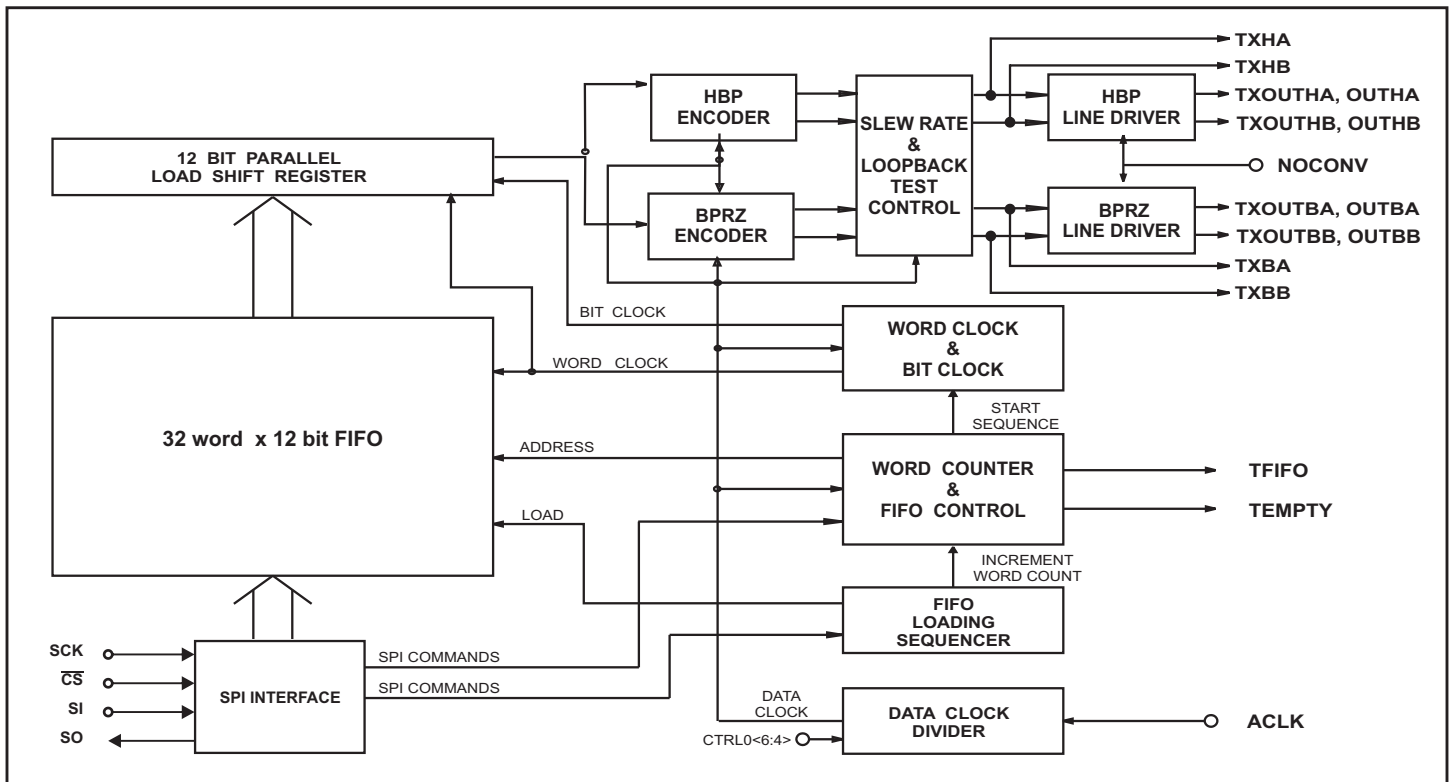 TXHA
TXHB
HBP
ENCODER
SLEW RATE
&
LOOPBACK
TEST
CONTROL
HBP
LINE DRIVER
TXOUTHA, OUTHA
TXOUTHB, OUTHB
12 BIT PARALLEL
LOAD SHIFT REGISTER
NOCONV
BPRZ
ENCODER
BPRZ
LINE DRIVER
TXOUTBA, OUTBA
TXOUTBB, OUTBB
TXBA
TXBB
BIT CLOCK
WORD CLOCK
&
BIT CLOCK
WORD CLOCK
START
SEQUENCE
32 word x 12 bit FIFO
ADDRESS
WORD COUNTER
&
FIFO CONTROL
TFIFO
TEMPTY
LOAD
INCREMENT
WORD COUNT
FIFO
LOADING
SEQUENCER
SCK
CS
SI
SO
SPI INTERFACE
SPI COMMANDS
SPI COMMANDS
DATA
CLOCK
CTRL0<6:4>
DATA CLOCK
DIVIDER
ACLK